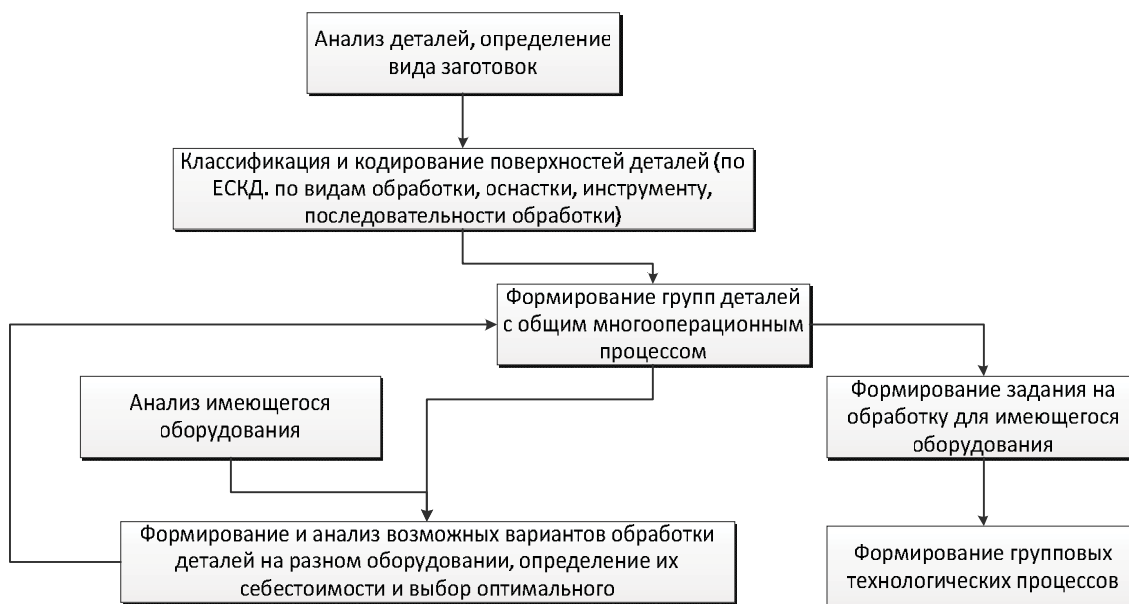 Анализ деталей, определение
вида заготовок
Классификация и кодирование поверхностей деталей (по
ЕСКД. по видам обработки, оснастки, инструменту,
последовательности обработки)
Формирование групп деталей
с общим многооперационным
процессом
Анализ имеющегося
оборудования
Формирование задания на
обработку для имеющегося
оборудования
Формирование и анализ возможных вариантов обработки
деталей на разном оборудовании, определение их
себестоимости и выбор оптимального
Формирование групповых
технологических процессов